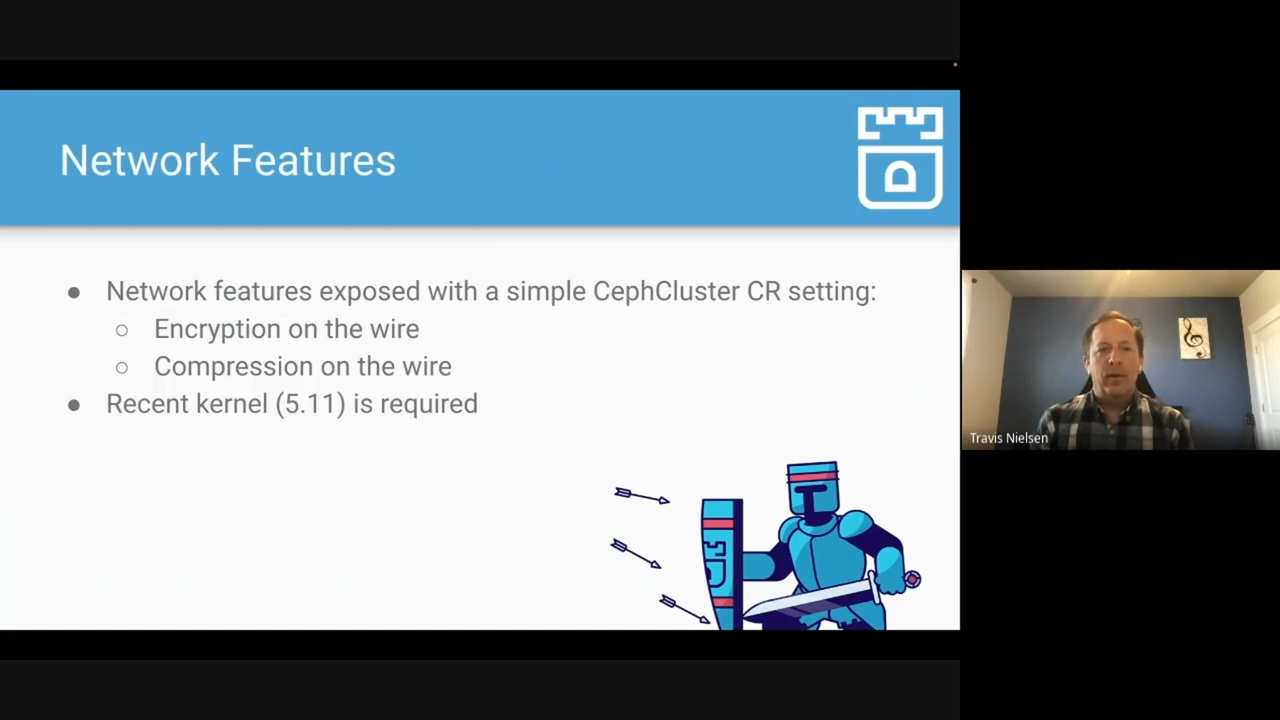 Network Features
● Network features exposed with a simple CephCluster CR setting:
○ Encryption on the wire
○ Compression on the wire
● Recent kernel (5.11) is required
Travis Nielsen